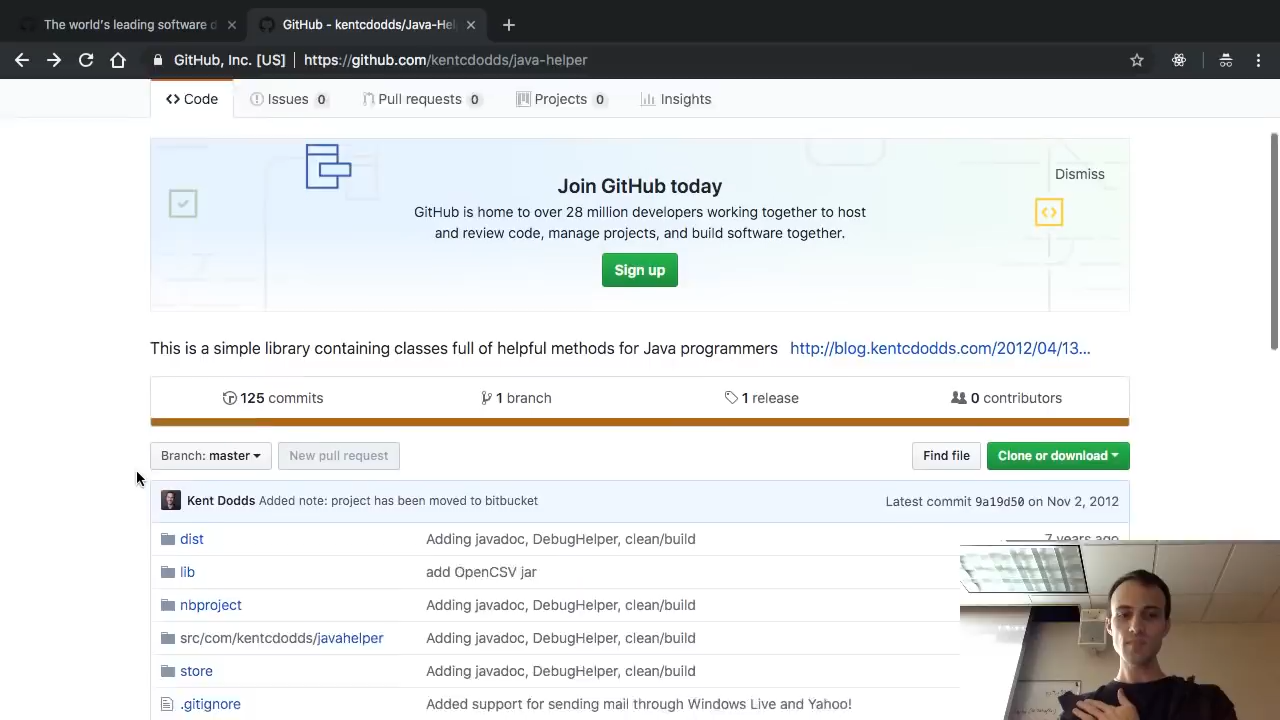 The world's leading software d
GitHub - kentcdodds/Java-Hel
GitHub, Inc. [US] | https://github.com/kentcdodds/java-helper
Code
Issues 0
Pull requests 0
Projects 0
Insights
Join GitHub today
Dismiss
GitHub is home to over 28 million developers working together to host
and review code, manage projects, and build software together.
Sign up
This is a simple library containing classes full of helpful methods for Java programmers http://blog.kentcdodds.com/2012/04/13...
125 commits
1 branch
1 release
0 contributors
Branch: master
New pull request
Find file
Clone or download
Kent Dodds Added note: project has been moved to bitbucket
Latest commit 9a19d50 on Nov 2, 2012
dist
Adding javadoc, DebugHelper, clean/build
7 years ago
lib
add OpenCSV jar
nbproject
Adding javadoc, DebugHelper, clean/build
src/com/kentcdodds/javahelper
Adding javadoc, DebugHelper, clean/build
store
Adding javadoc, DebugHelper, clean/build
.gitignore
Added support for sending mail through Windows Live and Yahoo!